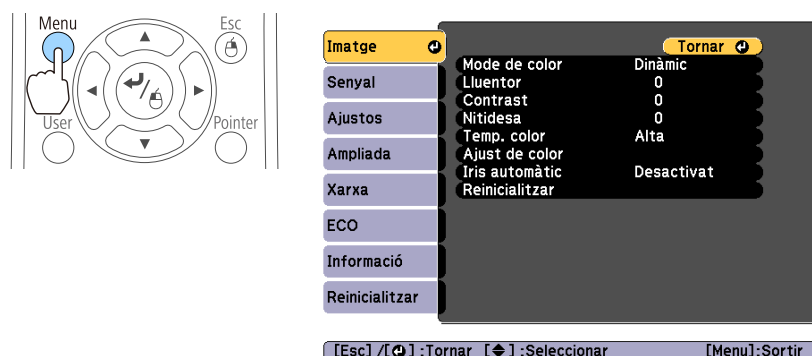 Menu
Esc
User
Pointer
Imatge
Senyal
Ajustos
Ampliada
Xarxa
ECO
Informació
Reinicialitzar
Tornar
Mode de color Dinàmic
Lluentor 0
Contrast 0
Nitidesa 0
Temp. color Alta
Ajust de color
Iris automàtic Desactivat
Reinicialitzar
[Esc] /[⏎] :Tornar [◆] :Seleccionar [Menu]:Sortir